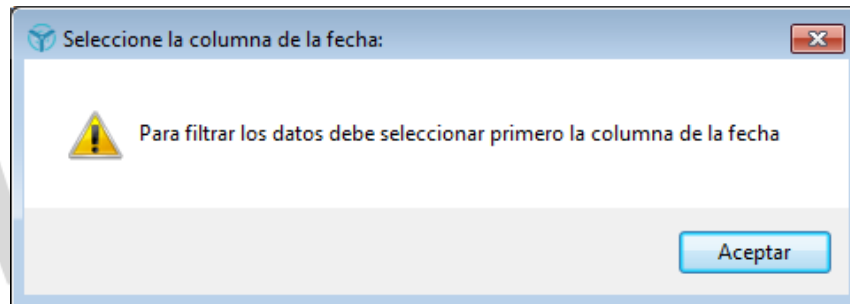 Seleccione la columna de la fecha:
Para filtrar los datos debe seleccionar primero la columna de la fecha
Aceptar